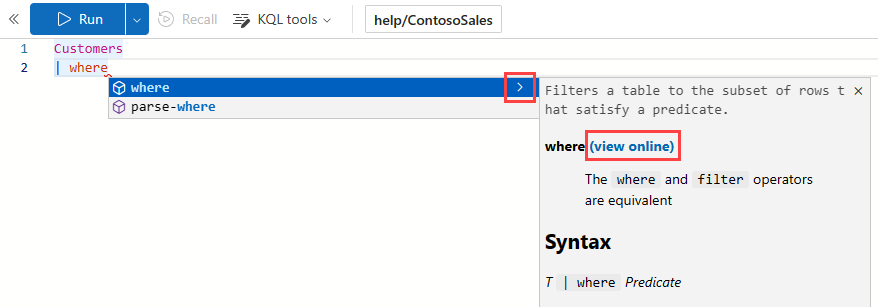 Run Recall KQL tools help/ContosoSales
1 Customers
2 | where
where
parse-where
Filters a table to the subset of rows t
hat satisfy a predicate.
where (view online)
The where and filter operators
are equivalent
Syntax
T | where Predicate